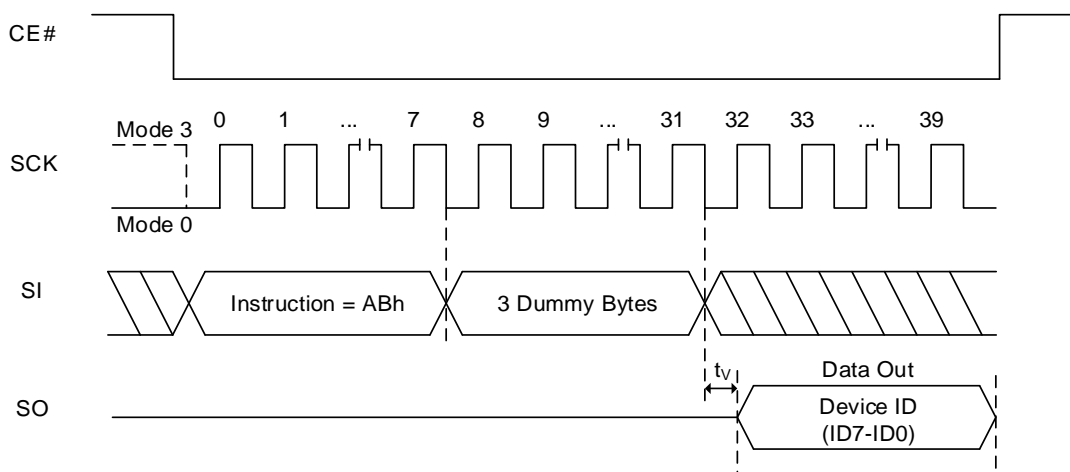 CE#
0 1 ... 7 8 9 ... 31 32 33 ... 39
Mode 3
SCK
Mode 0
SI
Instruction = ABh
3 Dummy Bytes
tV
Data Out
SO
Device ID
(ID7-ID0)